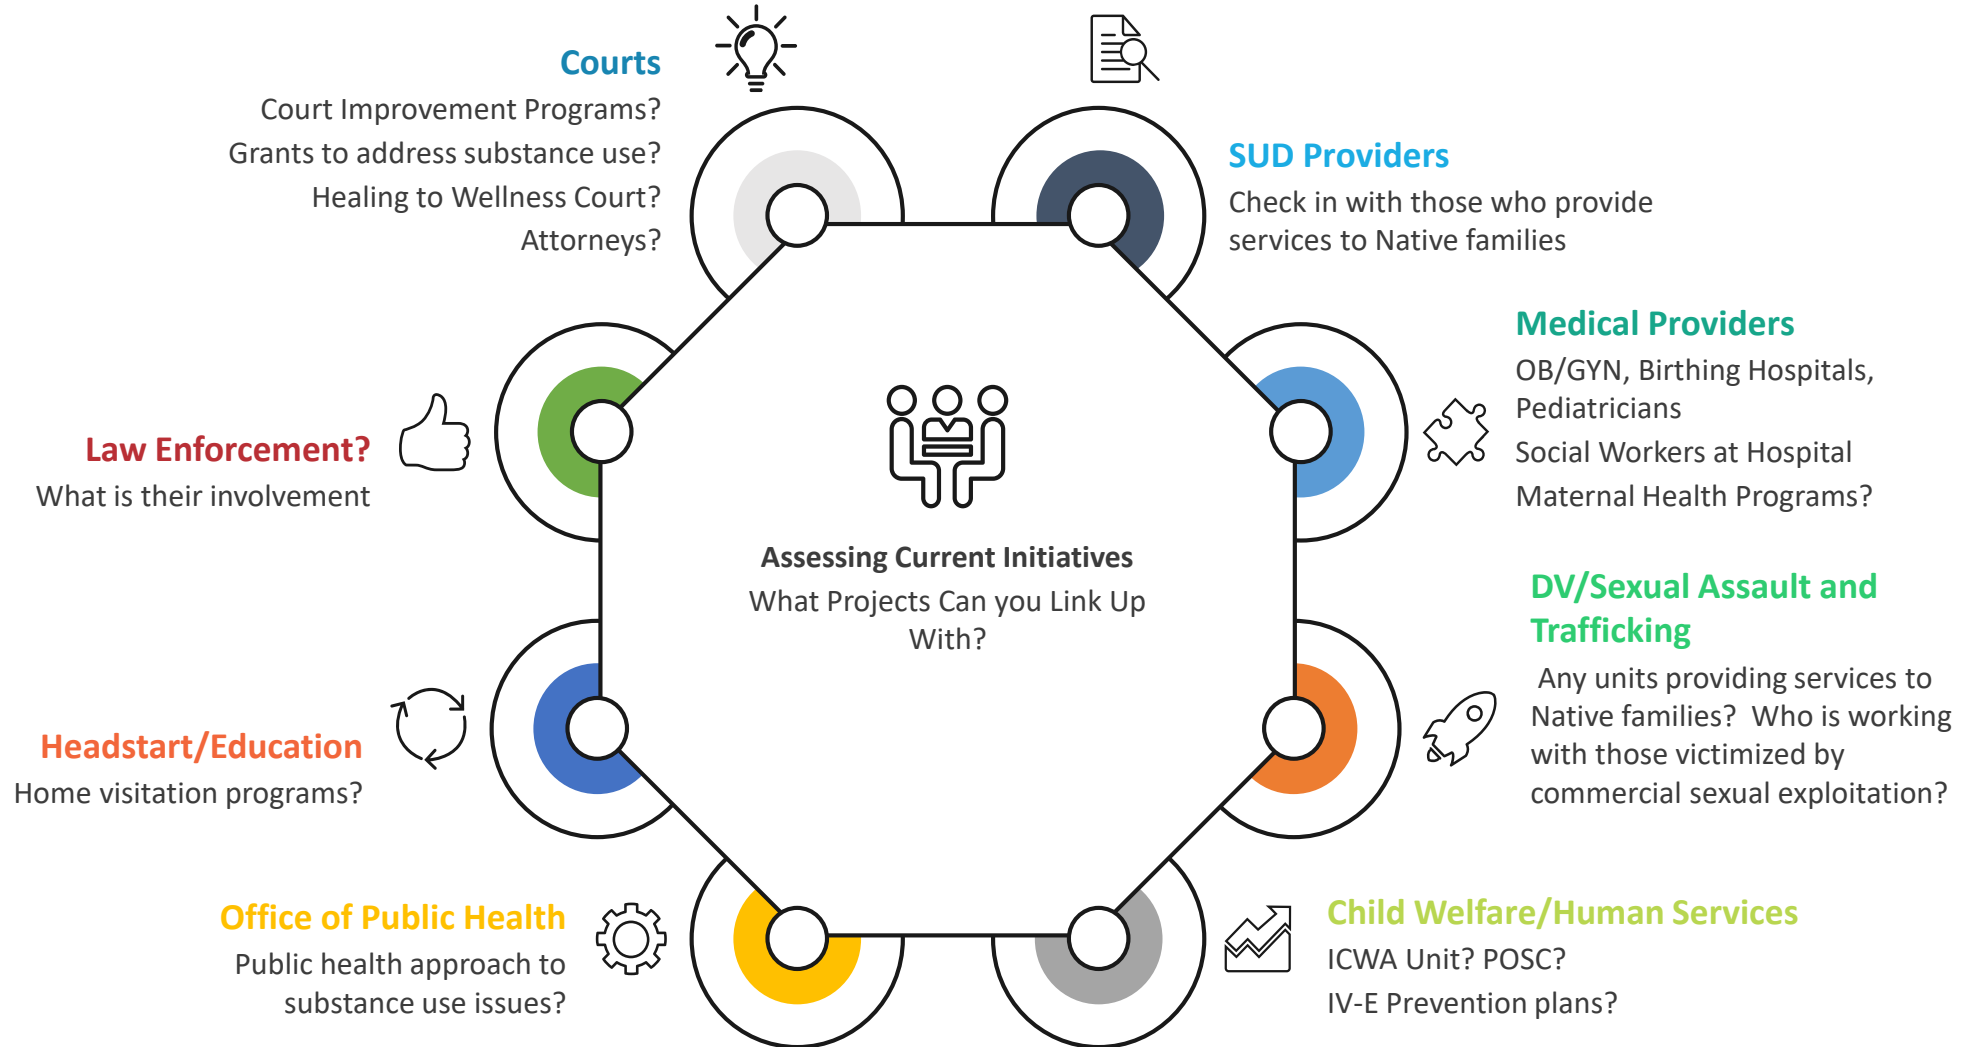 Courts
Court Improvement Programs?
Grants to address substance use?
Healing to Wellness Court?
Attorneys?
SUD Providers
Check in with those who provide
services to Native families
Medical Providers
OB/GYN, Birthing Hospitals,
Pediatricians
Social Workers at Hospital
Maternal Health Programs?
Law Enforcement?
What is their involvement
Assessing Current Initiatives
What Projects Can you Link Up
With?
DV/Sexual Assault and
Trafficking
Any units providing services to
Native families?  Who is working
with those victimized by
commercial sexual exploitation?
Headstart/Education
Home visitation programs?
Office of Public Health
Public health approach to
substance use issues?
Child Welfare/Human Services
ICWA Unit? POSC?
IV-E Prevention plans?